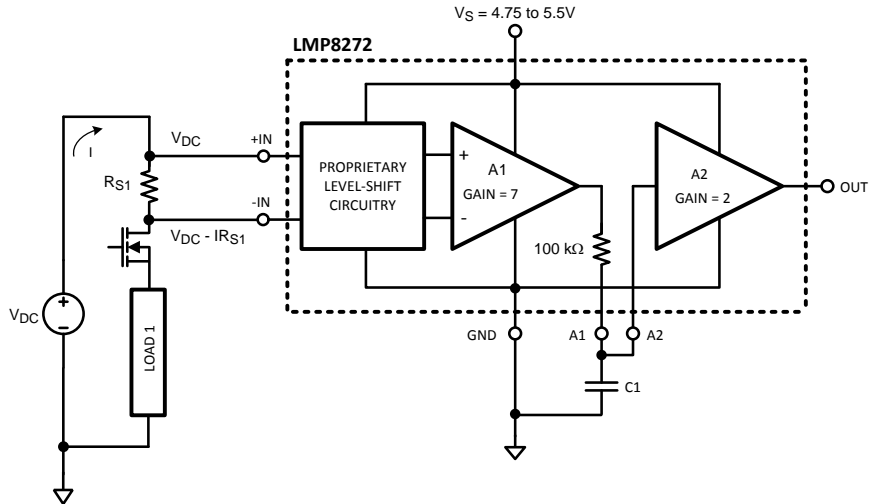 V_S = 4.75 to 5.5V
LMP8272
I
V_DC
+IN
R_S1
-IN
V_DC - IR_S1
PROPRIETARY
LEVEL-SHIFT
CIRCUITRY
+
-
A1
GAIN = 7
A2
GAIN = 2
OUT
100 kΩ
V_DC
+
−
LOAD 1
GND
A1
A2
C1